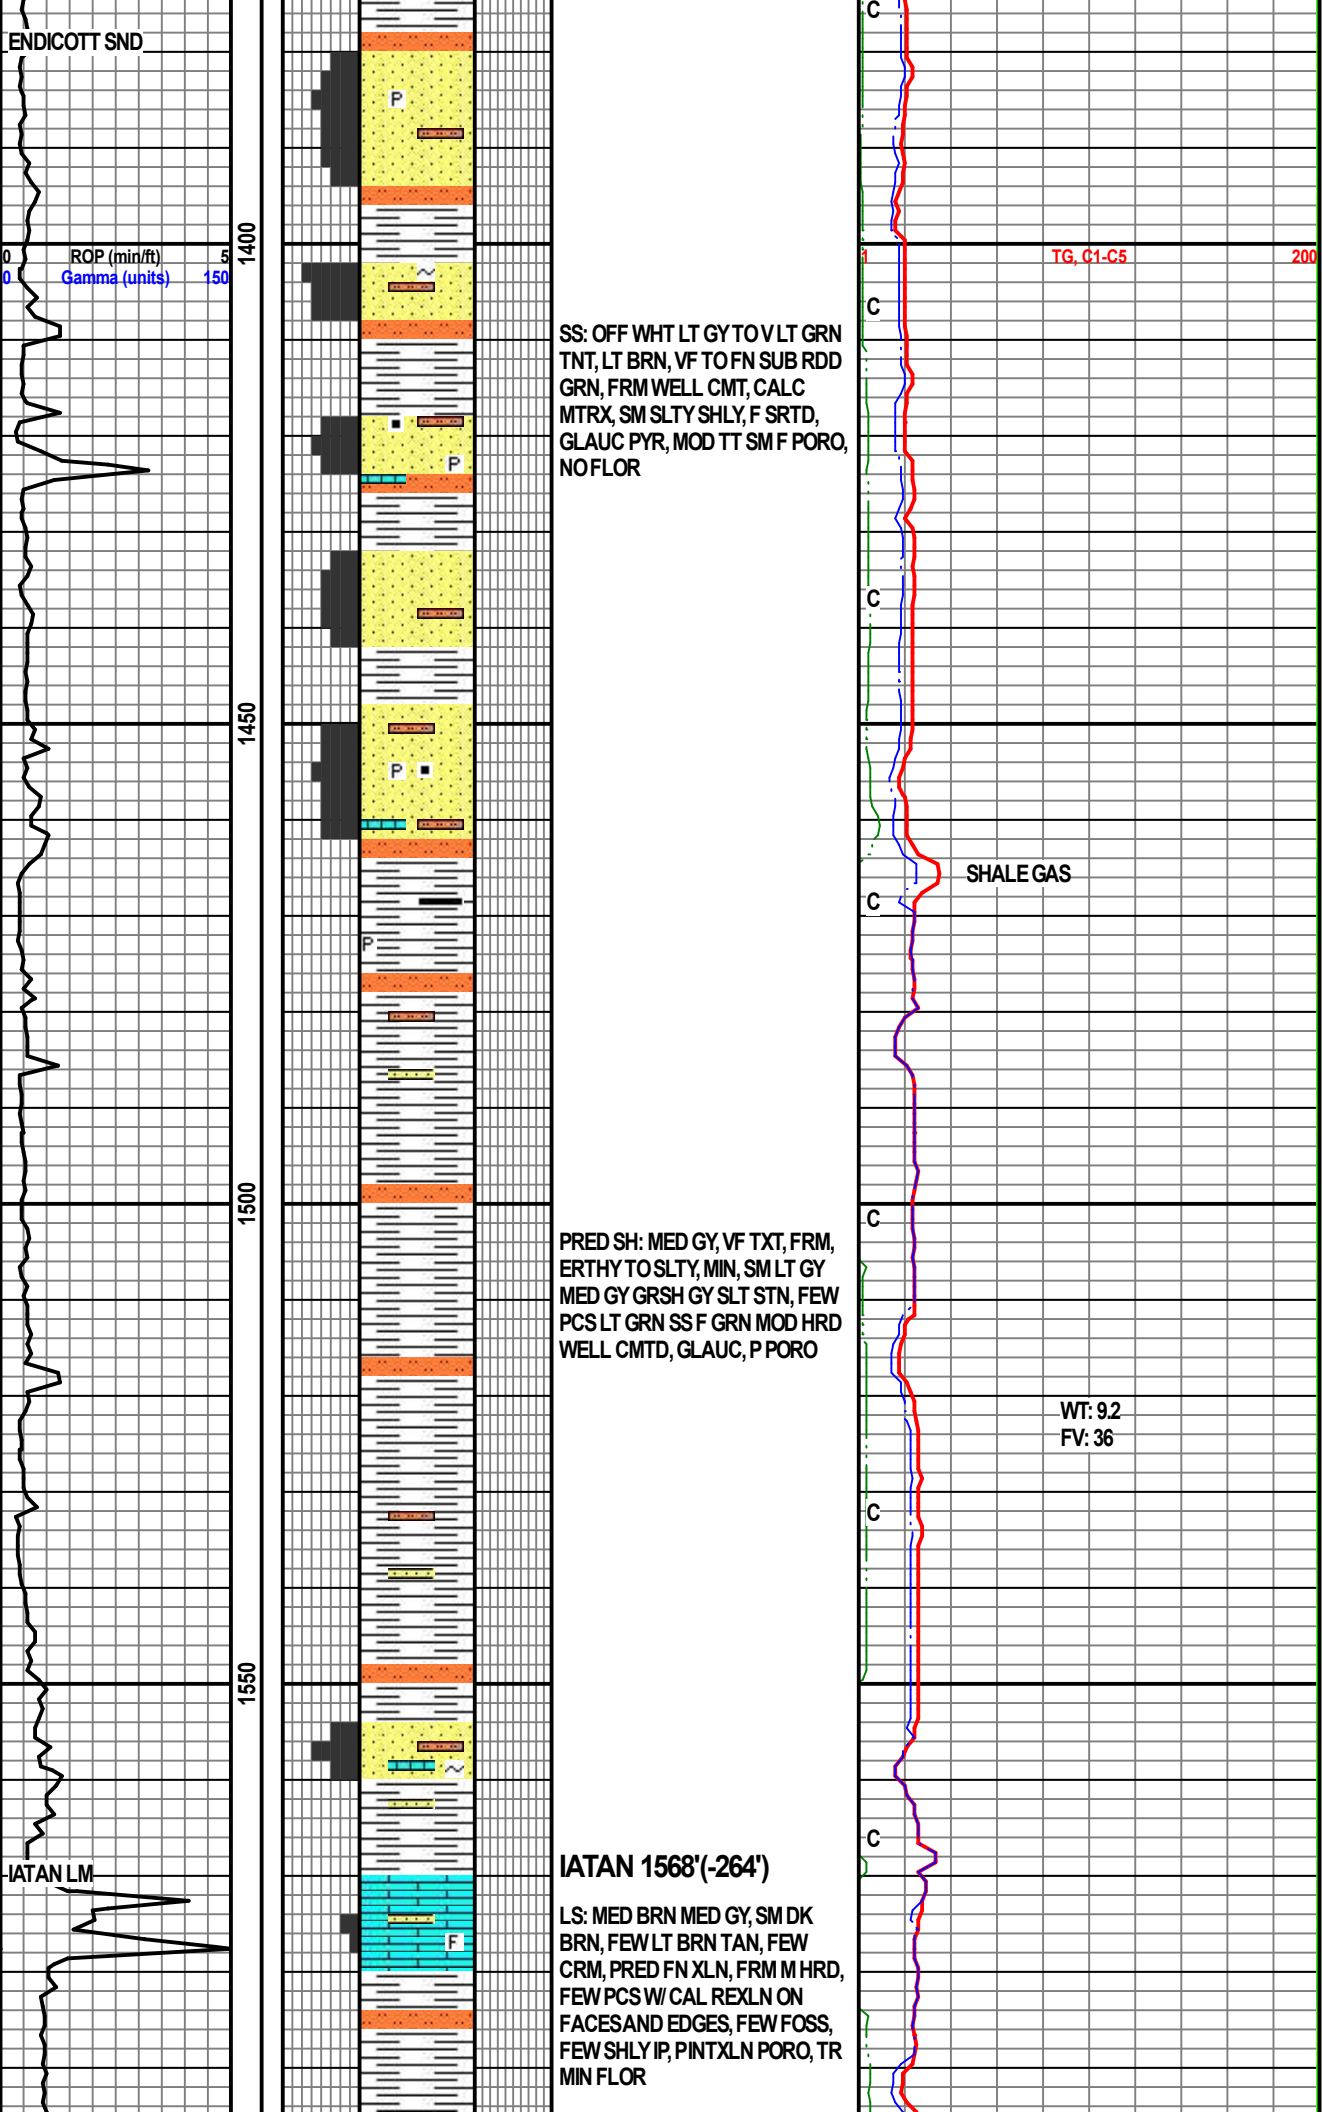 C
ENDICOTT SND
P
1400
0 ROP (min/ft) 5
0 Gamma (units) 150
1 TG, C1-C5 200
~
C
SS: OFF WHT LT GY TO V LT GRN
TNT, LT BRN, VF TO FN SUB RDD
GRN, FRM WELL CMT, CALC
MTRX, SM SLTY SHLY, F SRTD,
GLAUC PYR, MOD TT SM F PORO,
NO FLOR
P
C
1450
P
SHALE GAS
C
P
1500
C
PRED SH: MED GY, VF TXT, FRM,
ERTHY TO SLTY, MIN, SM LT GY
MED GY GRSH GY SLT STN, FEW
PCS LT GRN SS F GRN MOD HRD
WELL CMTD, GLAUC, P PORO
WT: 9.2
FV: 36
C
1550
~
C
IATAN LM
IATAN 1568'(-264')
LS: MED BRN MED GY, SM DK
BRN, FEW LT BRN TAN, FEW
CRM, PRED FN XLN, FRM M HRD,
FEW PCS W/ CAL REXLN ON
FACES AND EDGES, FEW FOSS,
FEW SHLY IP, PINTXLN PORO, TR
MIN FLOR
F